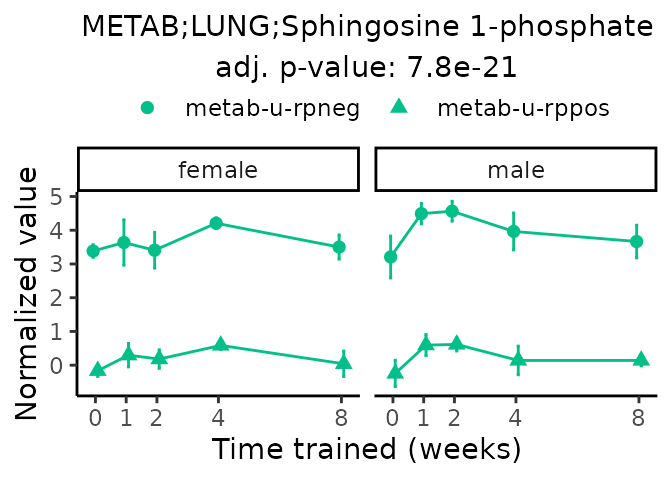 METAB;LUNG;Sphingosine 1-phosphate
adj. p-value: 7.8e-21
metab-u-rpneg metab-u-rppos
female male
Normalized value
5
4
3
2
1
0
0 1 2 4 8 0 1 2 4 8
Time trained (weeks)